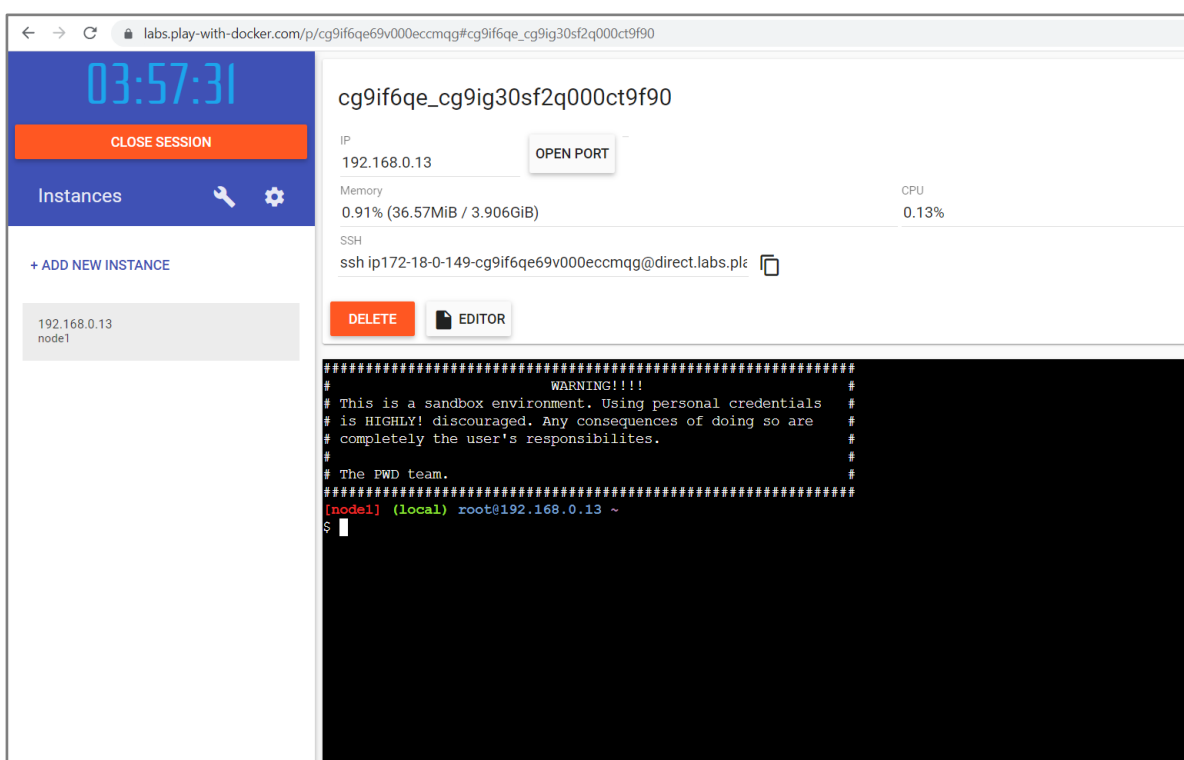 labs.play-with-docker.com/p/cg9if6qe69v000eccmqg#cg9if6qe_cg9ig30sf2q000ct9f90
03:57:31
CLOSE SESSION
Instances
+ ADD NEW INSTANCE
192.168.0.13
node1
cg9if6qe_cg9ig30sf2q000ct9f90
IP
192.168.0.13
OPEN PORT
Memory
0.91% (36.57MiB / 3.906GiB)
CPU
0.13%
SSH
ssh ip172-18-0-149-cg9if6qe69v000eccmqg@direct.labs.pla
DELETE
EDITOR
###############################################################
# WARNING!!!! #
# This is a sandbox environment. Using personal credentials #
# is HIGHLY! discouraged. Any consequences of doing so are #
# completely the user's responsibilites. #
# #
# The PWD team. #
###############################################################
[node1] (local) root@192.168.0.13 ~
$